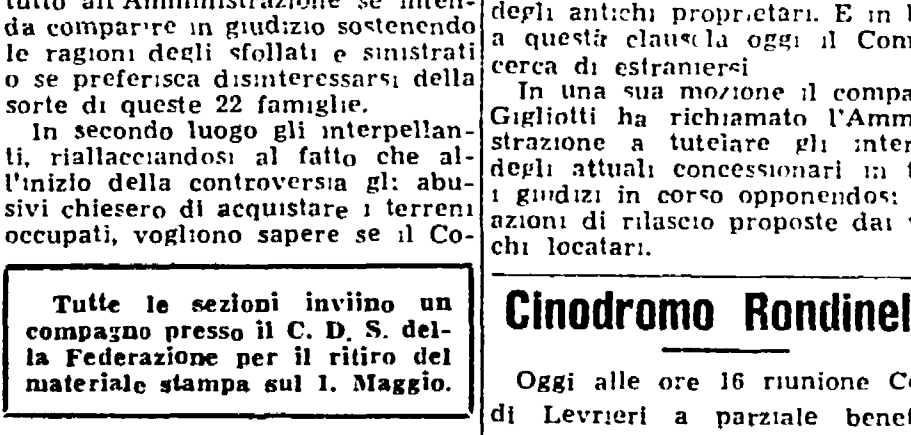 tutto all'Amministrazione se inten-
da comparire in giudizio sostenendo
le ragioni degli sfollati e sinistrati
o se preferisca disinteressarsi della
sorte di queste 22 famiglie.
In secondo luogo gli interpellan-
ti, riallacciandosi al fatto che al-
l'inizio della controversia gli abu-
sivi chiesero di acquistare i terreni
occupati, vogliono sapere se il Co-
Tutte le sezioni inviino un
compagno presso il C. D. S. del-
la Federazione per il ritiro del
materiale stampa sul 1. Maggio.
degli antichi proprietari. E in
a questa clausola oggi il Com
cerca di estraniersi
In una sua mozione il compa
Gigliotti ha richiamato l'Amm
strazione a tutelare gli inter
degli attuali concessionari in
i giudizi in corso opponendosi
azioni di rilascio proposte dai
chi locatari.
Cinodromo Rondinel
Oggi alle ore 16 riunione Co
di Levrieri a parziale benef